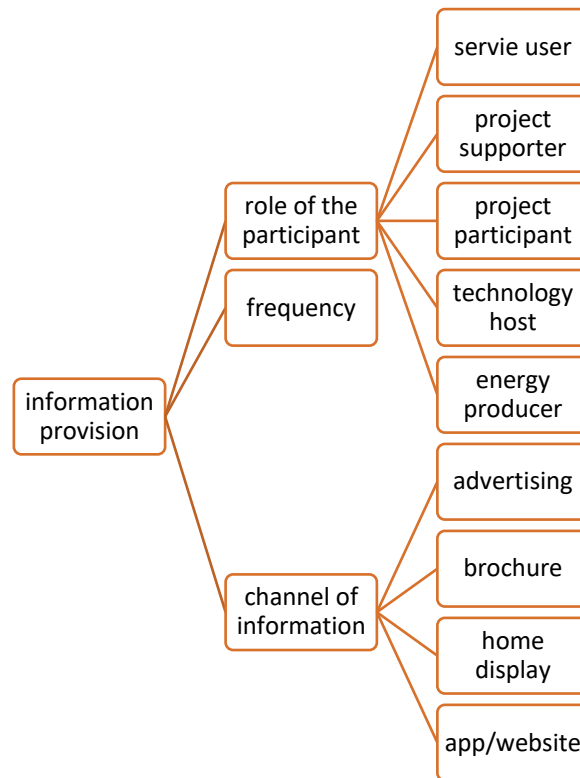 information
provision
role of the
participant
frequency
channel of
information
servie user
project
supporter
project
participant
technology
host
energy
producer
advertising
brochure
home
display
app/website